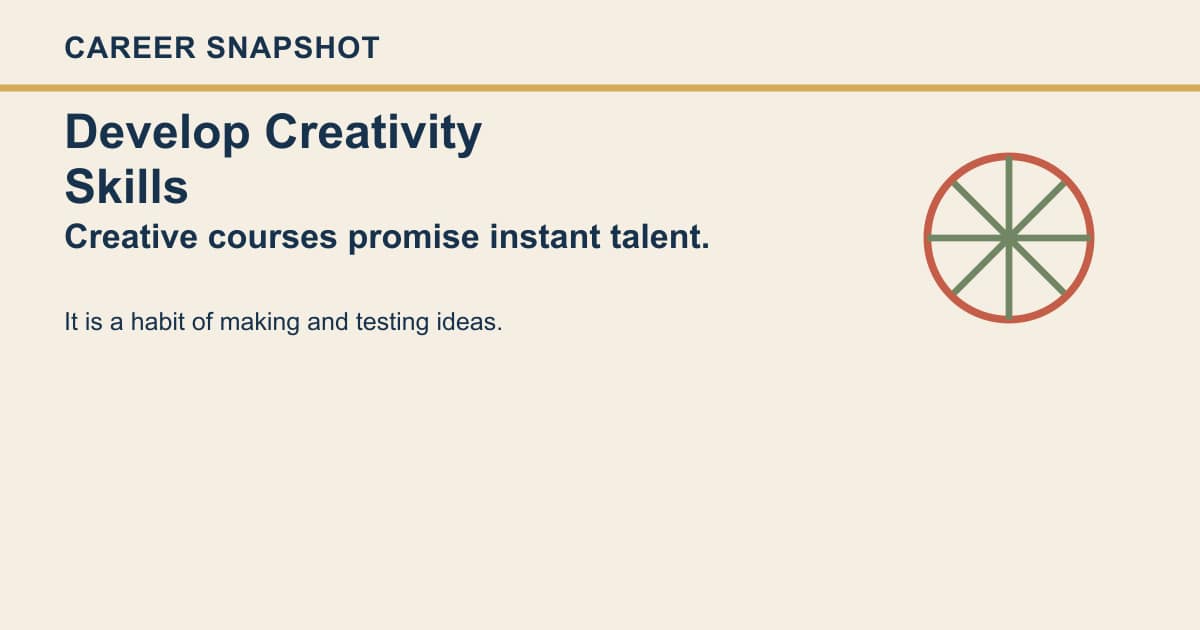 CAREER SNAPSHOT
Develop Creativity
Skills
Creative courses promise instant talent.
It is a habit of making and testing ideas.